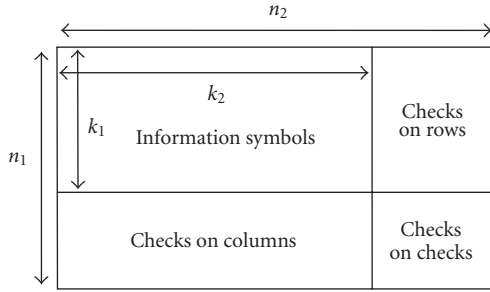 n2
k2
k1
Checks
on rows
Information symbols
n1
Checks on columns
Checks
on checks